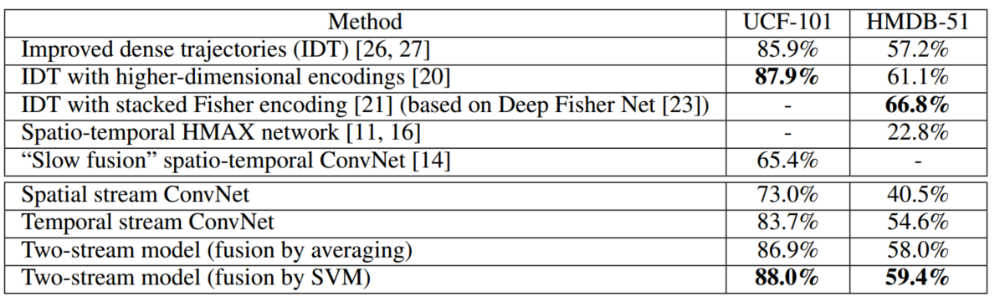 Method UCF-101 HMDB-51
Improved dense trajectories (IDT) [26, 27] 85.9% 57.2%
IDT with higher-dimensional encodings [20] 87.9% 61.1%
IDT with stacked Fisher encoding [21] (based on Deep Fisher Net [23]) - 66.8%
Spatio-temporal HMAX network [11, 16] - 22.8%
“Slow fusion” spatio-temporal ConvNet [14] 65.4% -
Spatial stream ConvNet 73.0% 40.5%
Temporal stream ConvNet 83.7% 54.6%
Two-stream model (fusion by averaging) 86.9% 58.0%
Two-stream model (fusion by SVM) 88.0% 59.4%